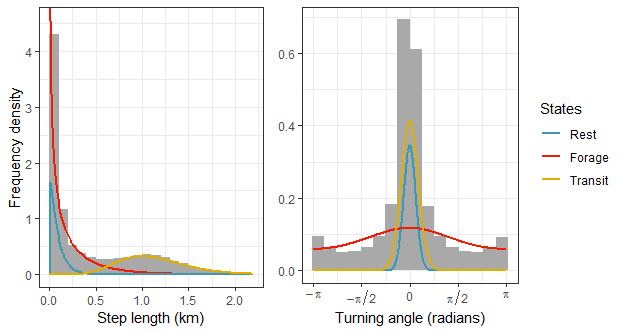 Frequency density
4
3
2
1
0
0.0 0.5 1.0 1.5 2.0
Step length (km)
0.6
0.4
0.2
0.0
−π −π/2 0 π/2 π
Turning angle (radians)
States
Rest
Forage
Transit